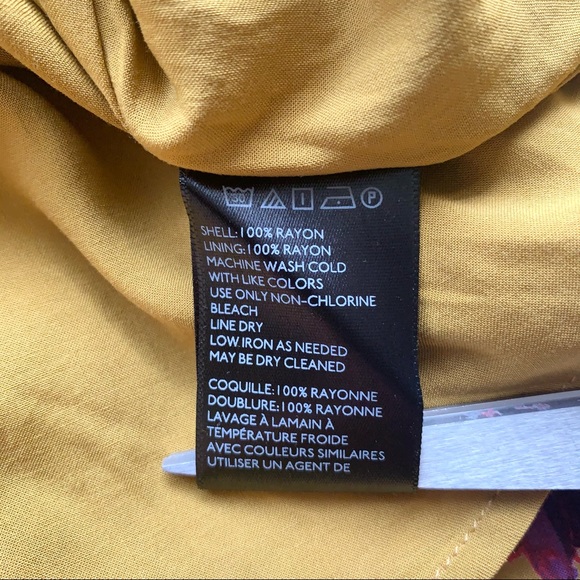 30 P
SHELL:100% RAYON
LINING:100% RAYON
MACHINE WASH COLD
WITH LIKE COLORS
USE ONLY NON-CHLORINE
BLEACH
LINE DRY
LOW IRON AS NEEDED
MAY BE DRY CLEANED
COQUILLE:100% RAYONNE
DOUBLURE:100% RAYONNE
LAVAGE À LAMAIN À
TEMPÉRATURE FROIDE
AVEC COULEURS SIMILAIRES
UTILISER UN AGENT DE